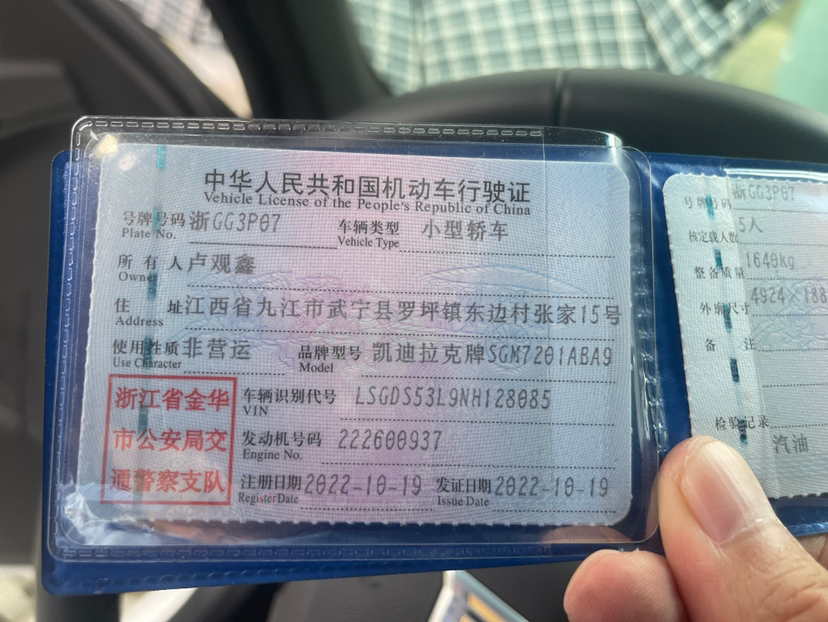 中华人民共和国机动车行驶证
Vehicle License of the People's Republic of China
号牌号码 浙GG3P07 车辆类型 小型轿车
Plate No. Vehicle Type
所有人 卢观鑫
Owner
住址 江西省九江市武宁县罗坪镇东边村张家15号
Address
使用性质 非营运 品牌型号 凯迪拉克牌SGM7201ABA9
Use Character Model
浙江省金华
市公安局交
通警察支队
车辆识别代号 LSGDS53L9NH128085
VIN
发动机号码 222600937
Engine No.
注册日期 2022-10-19 发证日期 2022-10-19
Register Date Issue Date
号牌号码 浙GG3P07
核定载人数 5人
整备质量 1640kg
外廓尺寸 4924×188
备注
检验记录
汽油